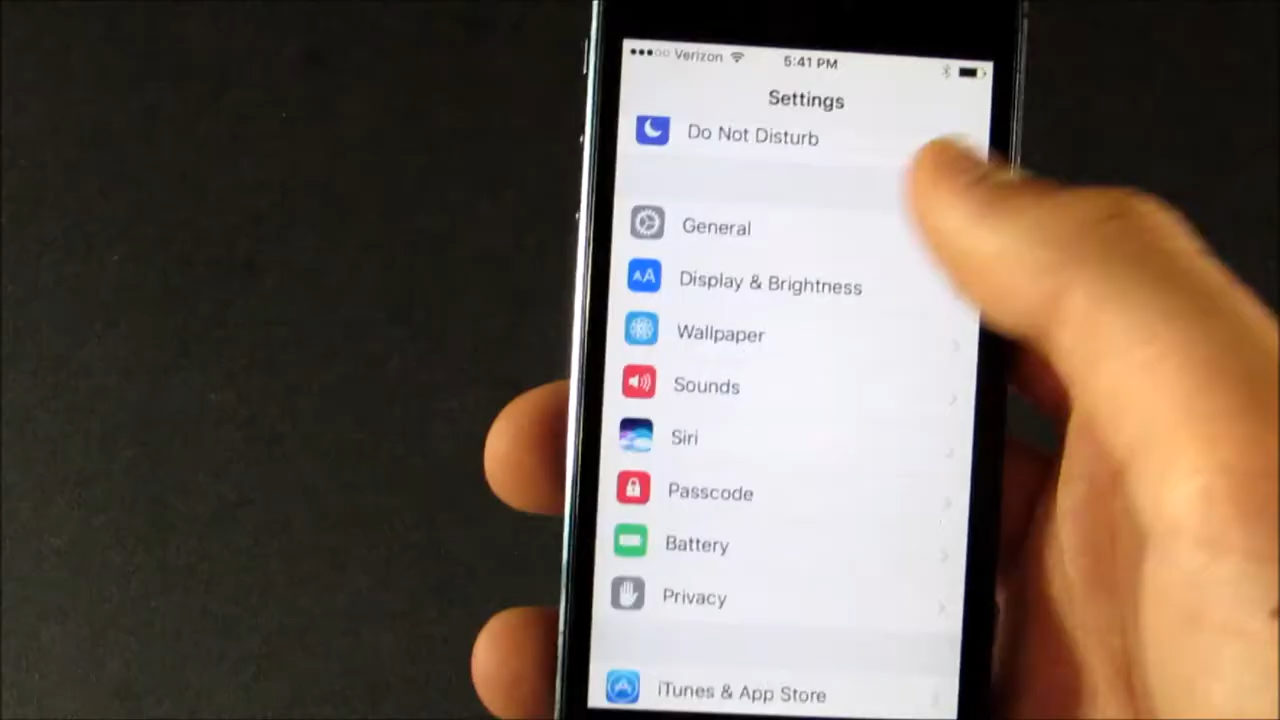 Verizon 5:41 PM
Settings
Do Not Disturb
General
AA Display & Brightness
Wallpaper
Sounds
Siri
Passcode
Battery
Privacy
iTunes & App Store